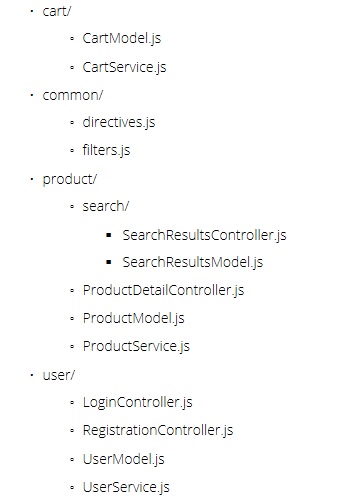 cart/
CartModel.js
CartService.js
common/
directives.js
filters.js
product/
search/
SearchResultsController.js
SearchResultsModel.js
ProductDetailController.js
ProductModel.js
ProductService.js
user/
LoginController.js
RegistrationController.js
UserModel.js
UserService.js